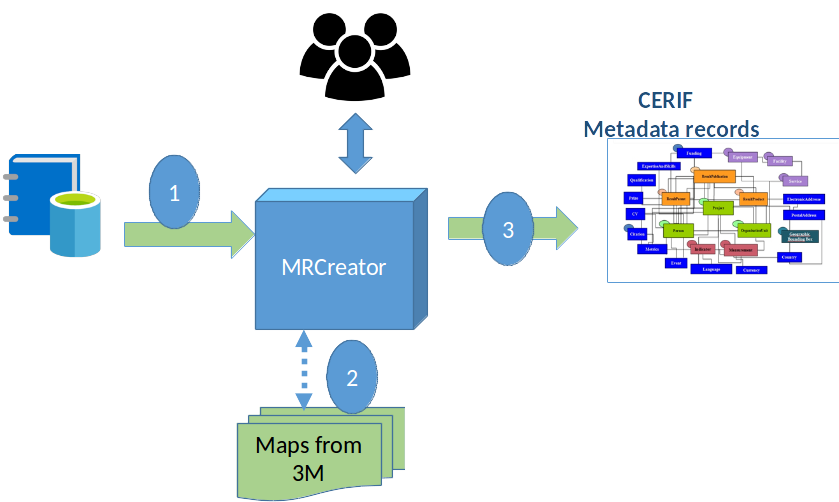 CERIF
Metadata records
1
MRCreator
3
2
Maps from
3M
Funding
Equipment
Facility
ExpertiseAndSkills
Qualification
ResultPublication
Service
Prize
ResultPatent
ResultProduct
ElectronicAddress
CV
Project
PostalAddress
Citation
Person
OrganisationUnit
Geographic
Bounding Box
Metrics
Indicator
Measurement
Country
Event
Language
Currency